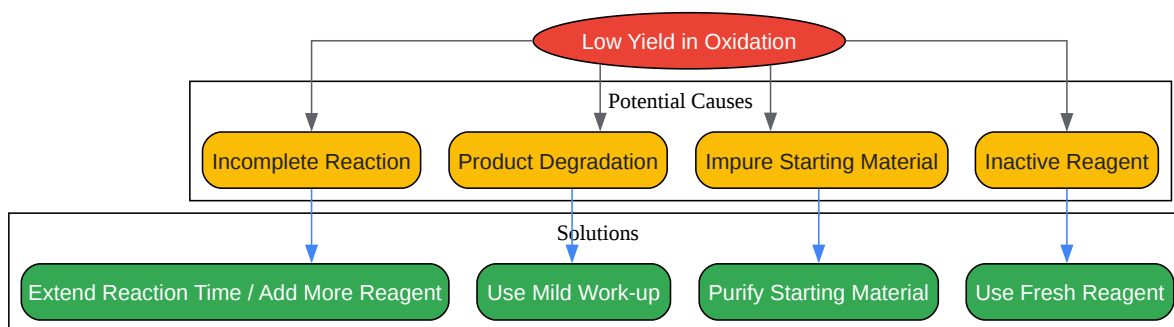 Low Yield in Oxidation
Potential Causes
Incomplete Reaction
Product Degradation
Impure Starting Material
Inactive Reagent
Solutions
Extend Reaction Time / Add More Reagent
Use Mild Work-up
Purify Starting Material
Use Fresh Reagent